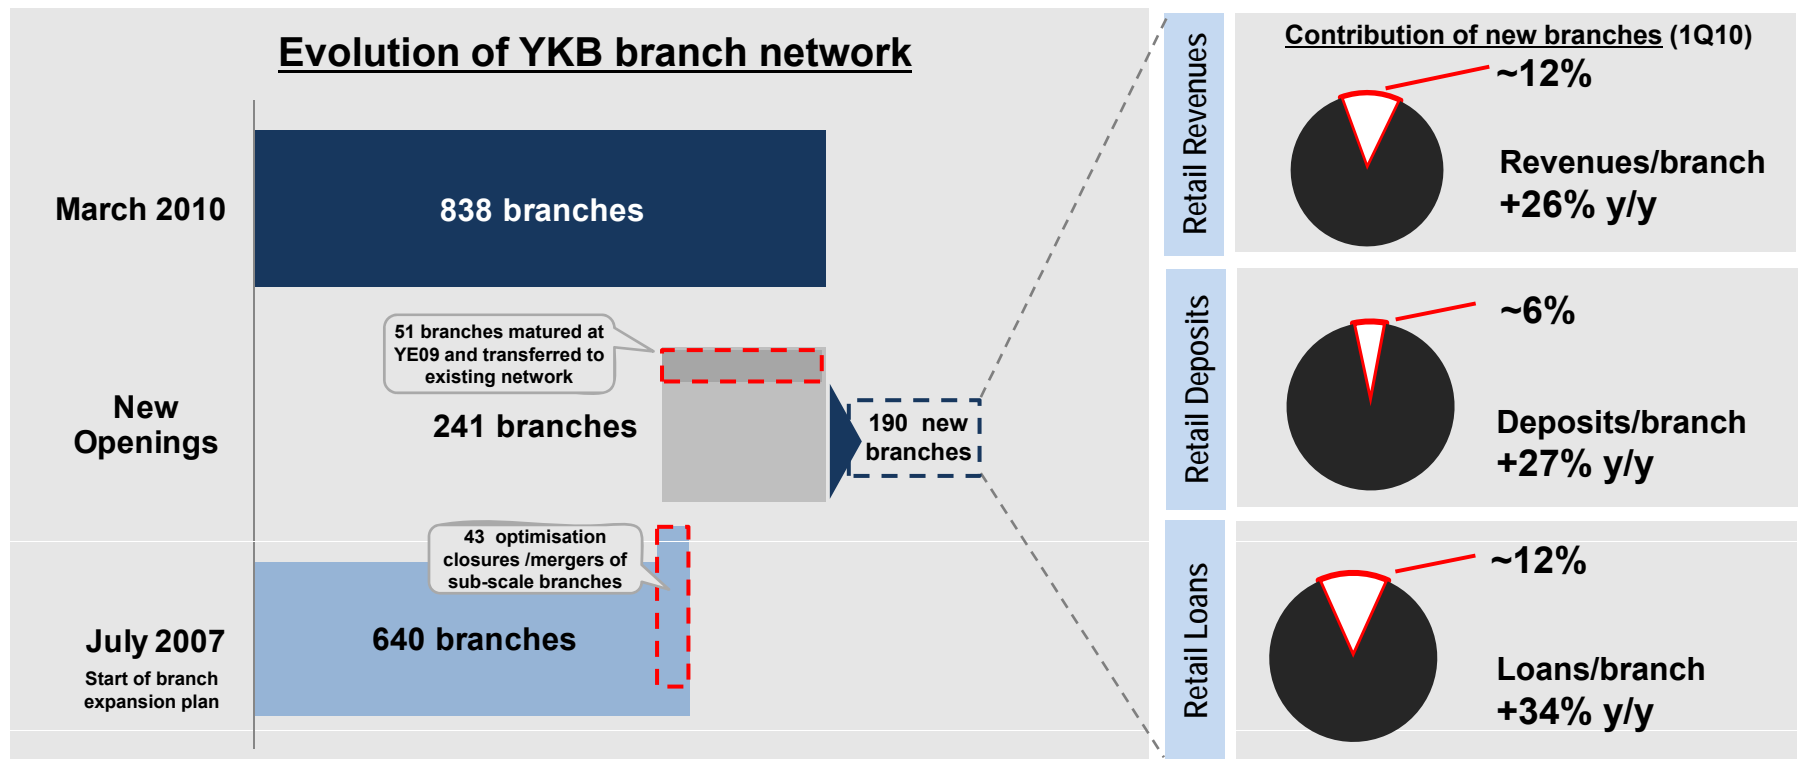 Evolution of YKB branch network
March 2010
838 branches
51 branches matured at
YE09 and transferred to
existing network
New
Openings
241 branches
190 new
branches
43 optimisation
closures /mergers of
sub-scale branches
July 2007
Start of branch
expansion plan
640 branches
Contribution of new branches (1Q10)
Retail Revenues
~12%
Revenues/branch
+26% y/y
Retail Deposits
~6%
Deposits/branch
+27% y/y
Retail Loans
~12%
Loans/branch
+34% y/y